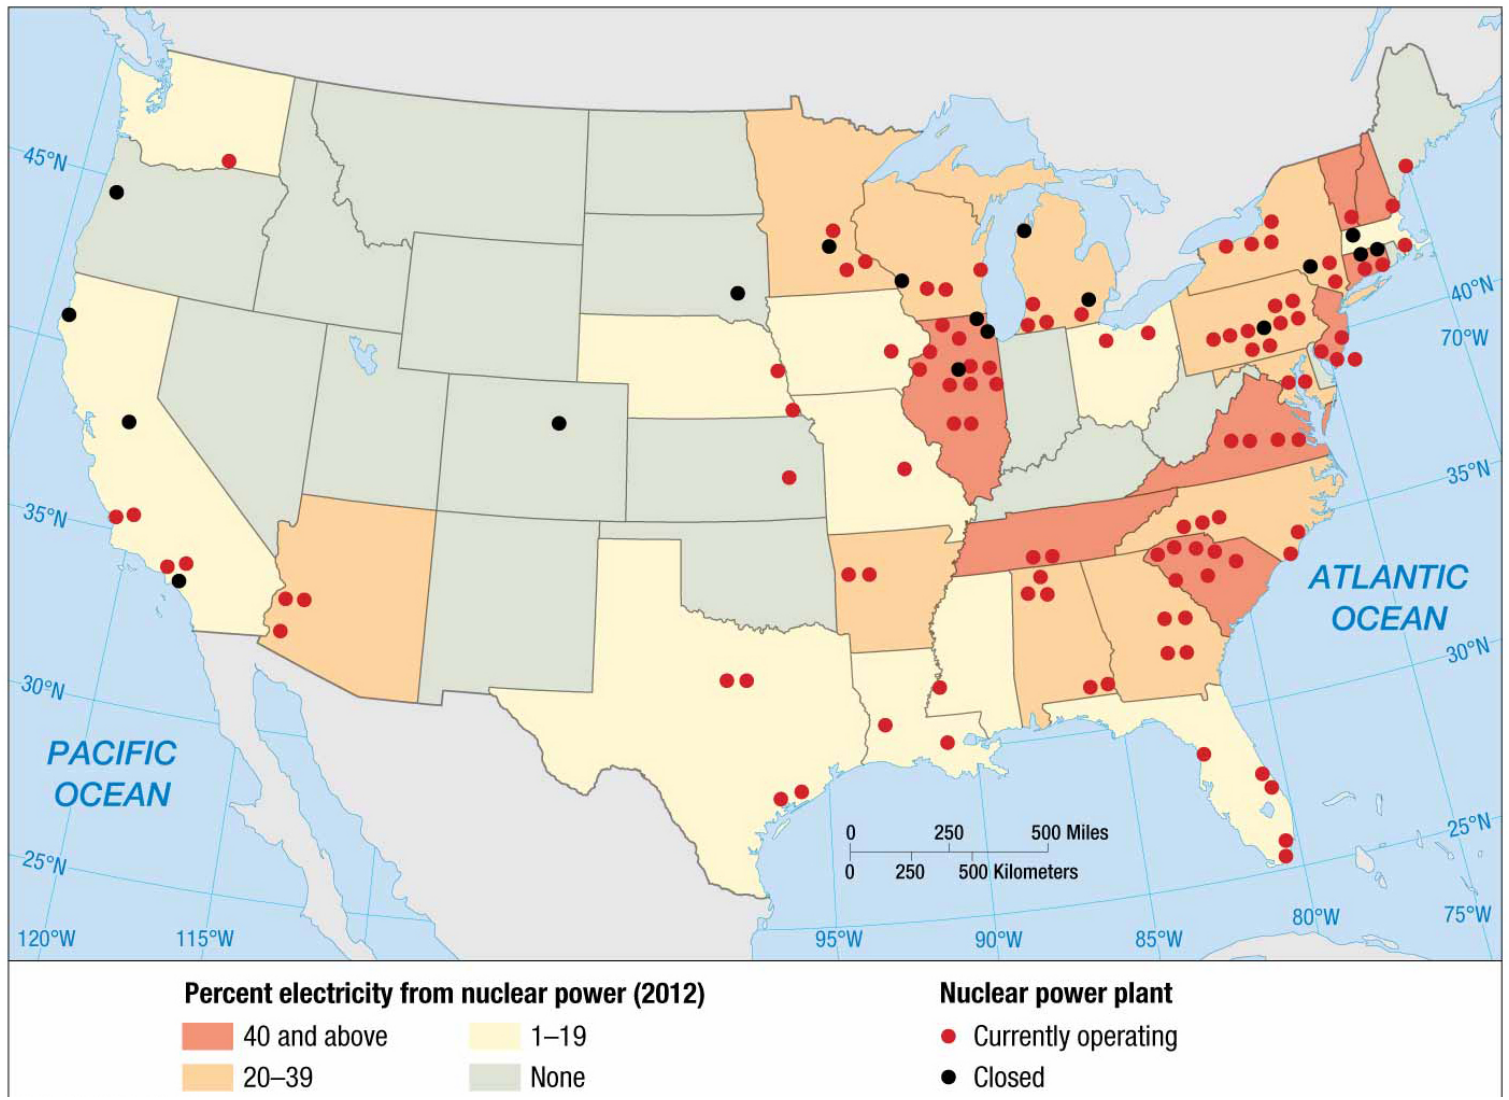 45°N
40°N
70°W
35°N
35°N
ATLANTIC
OCEAN
30°N
30°N
PACIFIC
OCEAN
25°N
25°N
0 250 500 Miles
0 250 500 Kilometers
120°W 115°W 95°W 90°W 85°W 80°W 75°W
Percent electricity from nuclear power (2012)
40 and above
20–39
1–19
None
Nuclear power plant
Currently operating
Closed